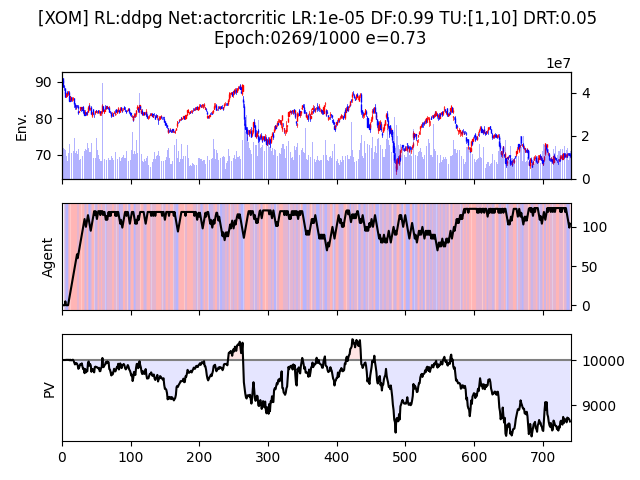 [XOM] RL:ddpg Net:actorcritic LR:1e-05 DF:0.99 TU:[1,10] DRT:0.05
Epoch:0269/1000 e=0.73
1e7
Env.
90
80
70
4
2
0
Agent
100
50
0
PV
10000
9000
0 100 200 300 400 500 600 700